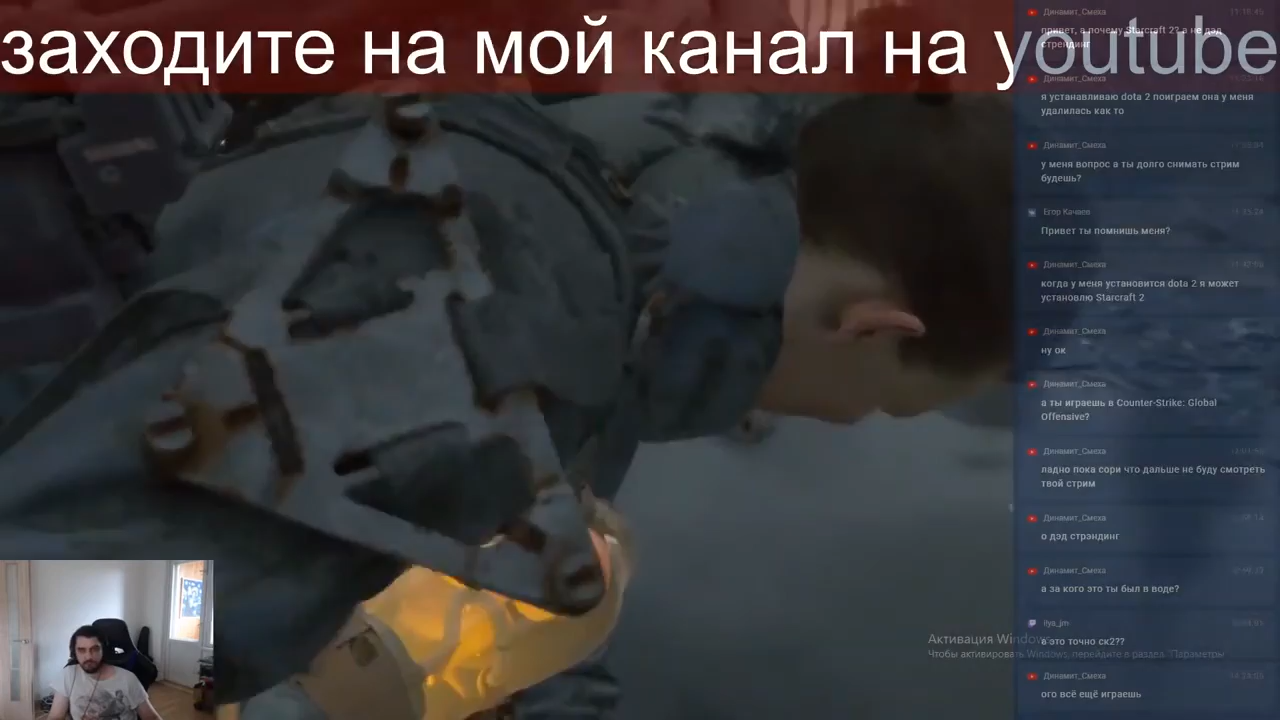 заходите на мой канал на youtube
Динамит_Смеха
привет, а почему Starcraft 2? а не дэд
стрендинг
Динамит_Смеха
я устанавливаю dota 2 поиграем она у меня
удалилась как то
Динамит_Смеха
у меня вопрос а ты долго снимать стрим
будешь?
Егор Качаев
Привет ты помнишь меня?
Динамит_Смеха
когда у меня установится dota 2 я может
установлю Starcraft 2
Динамит_Смеха
ну ок
Динамит_Смеха
а ты играешь в Counter-Strike: Global
Offensive?
Динамит_Смеха
ладно пока сори что дальше не буду смотреть
твой стрим
Динамит_Смеха
о дэд стрэндинг
Динамит_Смеха
а за кого это ты был в воде?
ilya_jm
а это точно ск2??
Активация Windows
Чтобы активировать Windows, перейдите в раздел "Параметры
Динамит_Смеха
ого всё ещё играешь